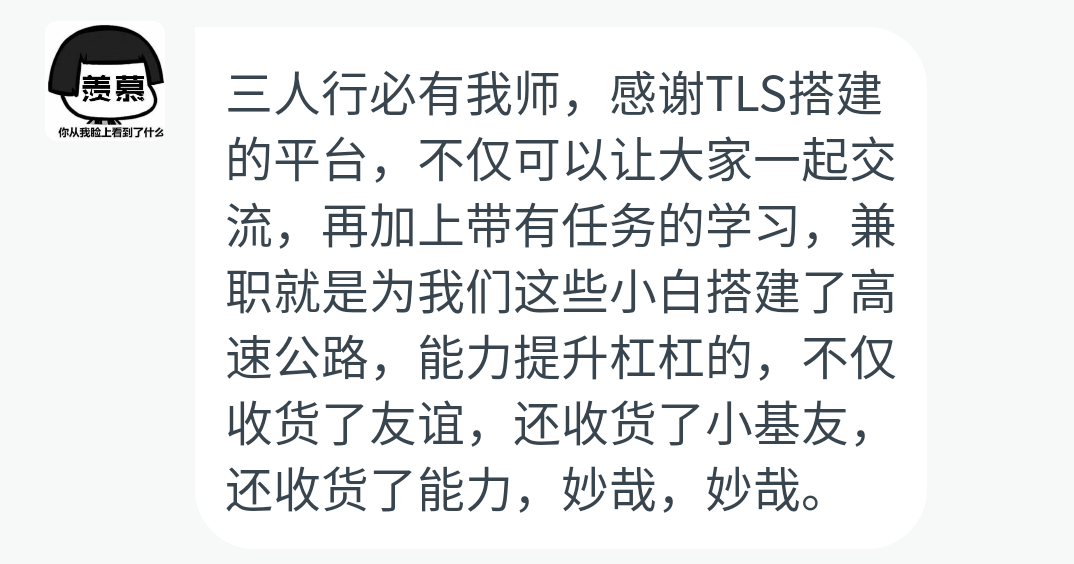 羡慕
你从我脸上看到了什么
三人行必有我师，感谢TLS搭建
的平台，不仅可以让大家一起交
流，再加上带有任务的学习，兼
职就是为我们这些小白搭建了高
速公路，能力提升杠杠的，不仅
收货了友谊，还收货了小基友，
还收货了能力，妙哉，妙哉。